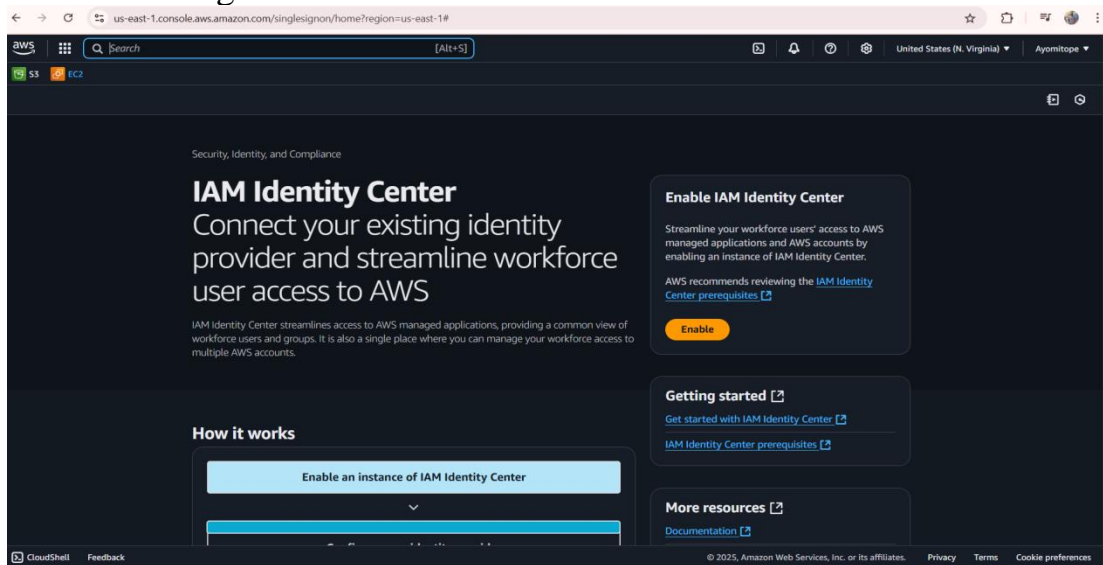 us-east-1.console.aws.amazon.com/singlesignon/home?region=us-east-1#
aws
Search
[Alt+S]
United States (N. Virginia)
Ayomitope
S3
EC2
Security, Identity, and Compliance
IAM Identity Center
Connect your existing identity
provider and streamline workforce
user access to AWS
IAM Identity Center streamlines access to AWS managed applications, providing a common view of
workforce users and groups. It is also a single place where you can manage your workforce access to
multiple AWS accounts.
How it works
Enable an instance of IAM Identity Center
Enable IAM Identity Center
Streamline your workforce users' access to AWS
managed applications and AWS accounts by
enabling an instance of IAM Identity Center.
AWS recommends reviewing the IAM Identity
Center prerequisites
Enable
Getting started
Get started with IAM Identity Center
IAM Identity Center prerequisites
More resources
Documentation
CloudShell
Feedback
© 2025, Amazon Web Services, Inc. or its affiliates.
Privacy
Terms
Cookie preferences